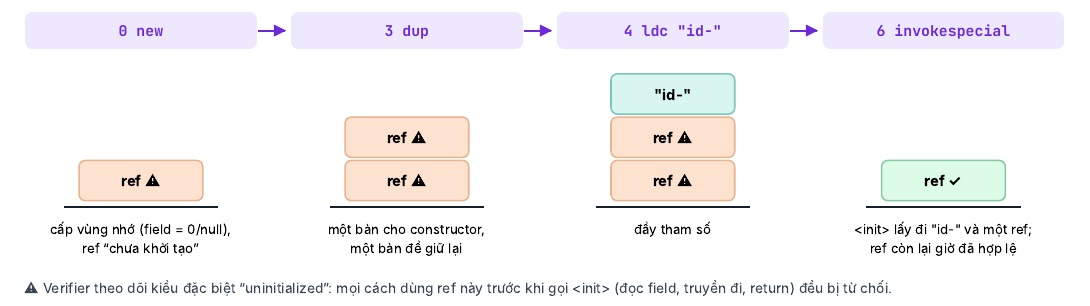 0 new
3 dup
4 ldc "id-"
6 invokespecial
"id-"
ref ⚠
ref ⚠
ref ⚠
ref ⚠
ref ⚠
ref ✓
cấp vùng nhớ (field = 0/null),
ref “chưa khởi tạo”
một bản cho constructor,
một bản để giữ lại
đẩy tham số
<init> lấy đi "id-" và một ref;
ref còn lại giờ đã hợp lệ
⚠ Verifier theo dõi kiểu đặc biệt “uninitialized”: mọi cách dùng ref này trước khi gọi <init> (đọc field, truyền đi, return) đều bị từ chối.